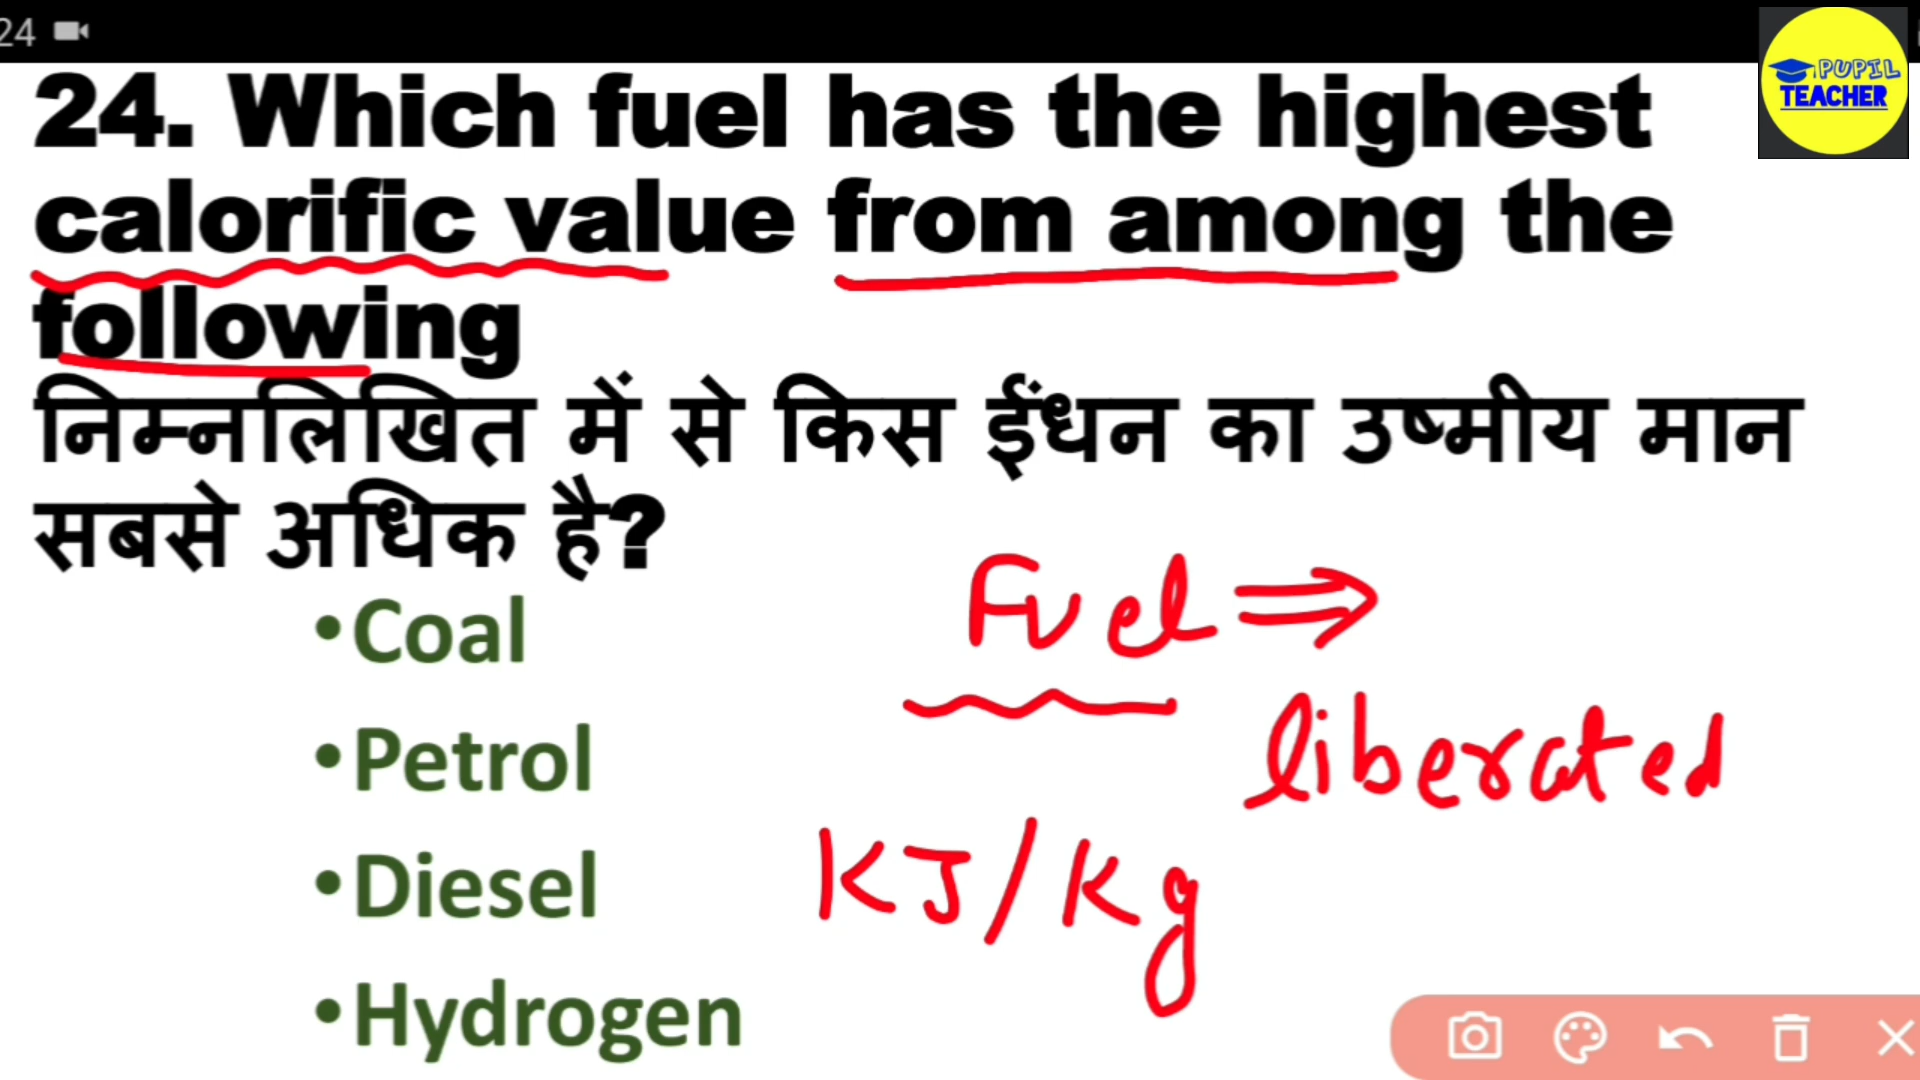 24
PUPIL
TEACHER
24. Which fuel has the highest
calorific value from among the
following
निम्नलिखित में से किस ईंधन का उष्मीय मान
सबसे अधिक है?
•Coal
•Petrol
•Diesel
•Hydrogen
Fuel ⇒
liberated
KJ/Kg